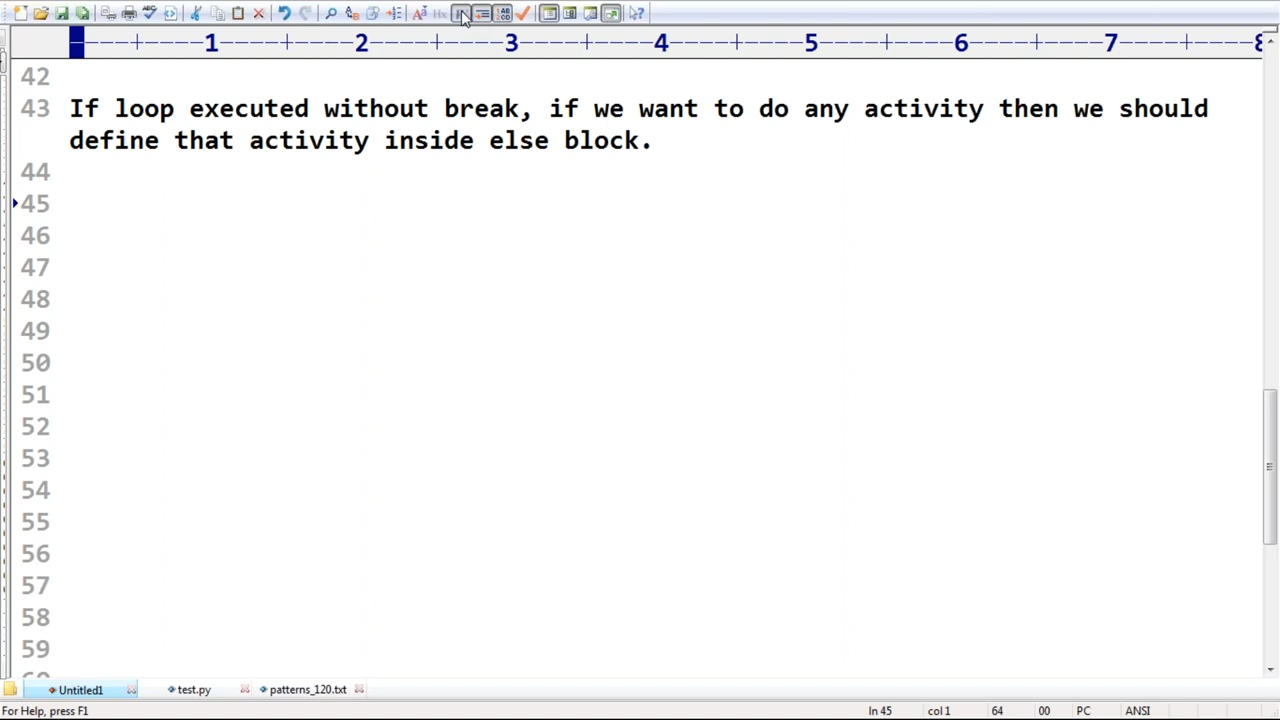 Hx
1 2 3 4 5 6 7 8
42
43 If loop executed without break, if we want to do any activity then we should
define that activity inside else block.
44
45
46
47
48
49
50
51
52
53
54
55
56
57
58
59
Untitled1 test.py patterns_120.txt
For Help, press F1 ln 45 col 1 64 00 PC ANSI